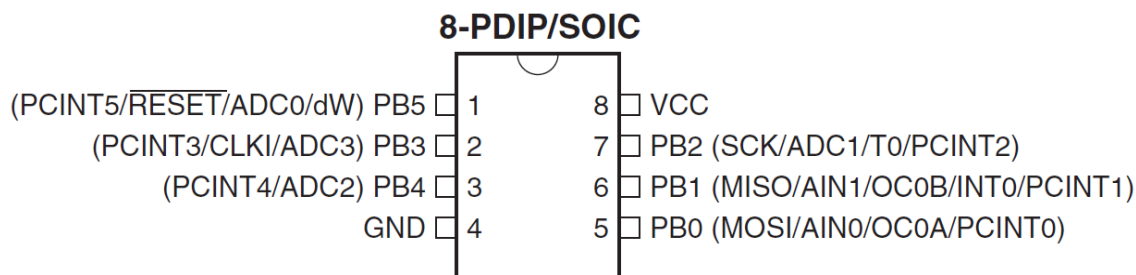 8-PDIP/SOIC
(PCINT5/RESET/ADC0/dW) PB5 1 8 VCC
(PCINT3/CLKI/ADC3) PB3 2 7 PB2 (SCK/ADC1/T0/PCINT2)
(PCINT4/ADC2) PB4 3 6 PB1 (MISO/AIN1/OC0B/INT0/PCINT1)
GND 4 5 PB0 (MOSI/AIN0/OC0A/PCINT0)